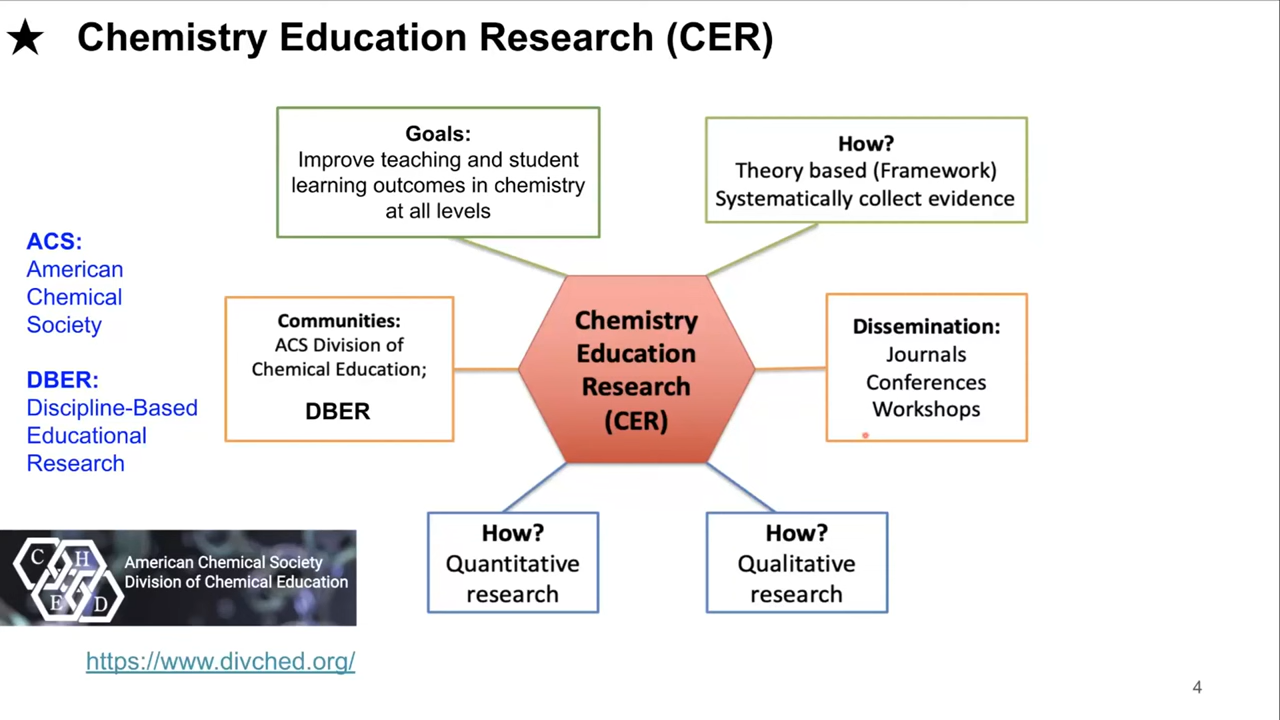 ★ Chemistry Education Research (CER)
Goals:
Improve teaching and student
learning outcomes in chemistry
at all levels
How?
Theory based (Framework)
Systematically collect evidence
ACS:
American
Chemical
Society
DBER:
Discipline-Based
Educational
Research
Communities:
ACS Division of
Chemical Education;
DBER
Chemistry
Education
Research
(CER)
Dissemination:
Journals
Conferences
Workshops
How?
Quantitative
research
How?
Qualitative
research
C H
E D
American Chemical Society
Division of Chemical Education
https://www.divched.org/
4